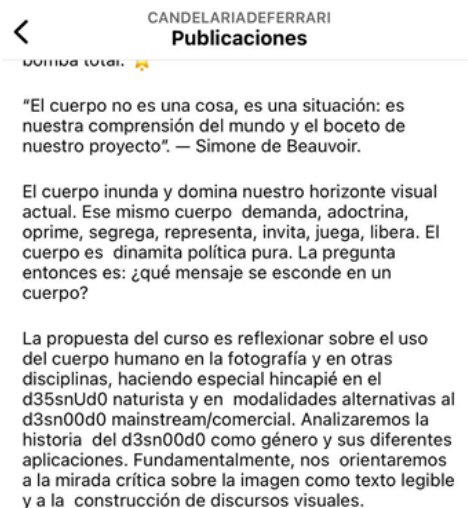 CANDELARIADEFERRARI
Publicaciones
bomba total.
“El cuerpo no es una cosa, es una situación: es
nuestra comprensión del mundo y el boceto de
nuestro proyecto”. — Simone de Beauvoir.
El cuerpo inunda y domina nuestro horizonte visual
actual. Ese mismo cuerpo  demanda, adoctrina,
oprime, segrega, representa, invita, juega, libera. El
cuerpo es  dinamita política pura. La pregunta
entonces es: ¿qué mensaje se esconde en un
cuerpo?
La propuesta del curso es reflexionar sobre el uso
del cuerpo humano en la fotografía y en otras
disciplinas, haciendo especial hincapié en el
d35snUd0 naturista y en  modalidades alternativas al
d3sn00d0 mainstream/comercial. Analizaremos la
historia  del d3sn00d0 como género y sus diferentes
aplicaciones. Fundamentalmente, nos  orientaremos
a la mirada crítica sobre la imagen como texto legible
y a la  construcción de discursos visuales.